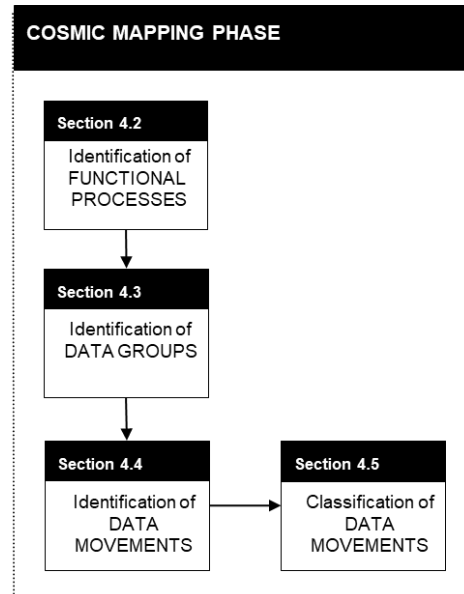 COSMIC MAPPING PHASE
Section 4.2
Identification of
FUNCTIONAL
PROCESSES
Section 4.3
Identification of
DATA GROUPS
Section 4.4
Identification of
DATA
MOVEMENTS
Section 4.5
Classification of
DATA
MOVEMENTS